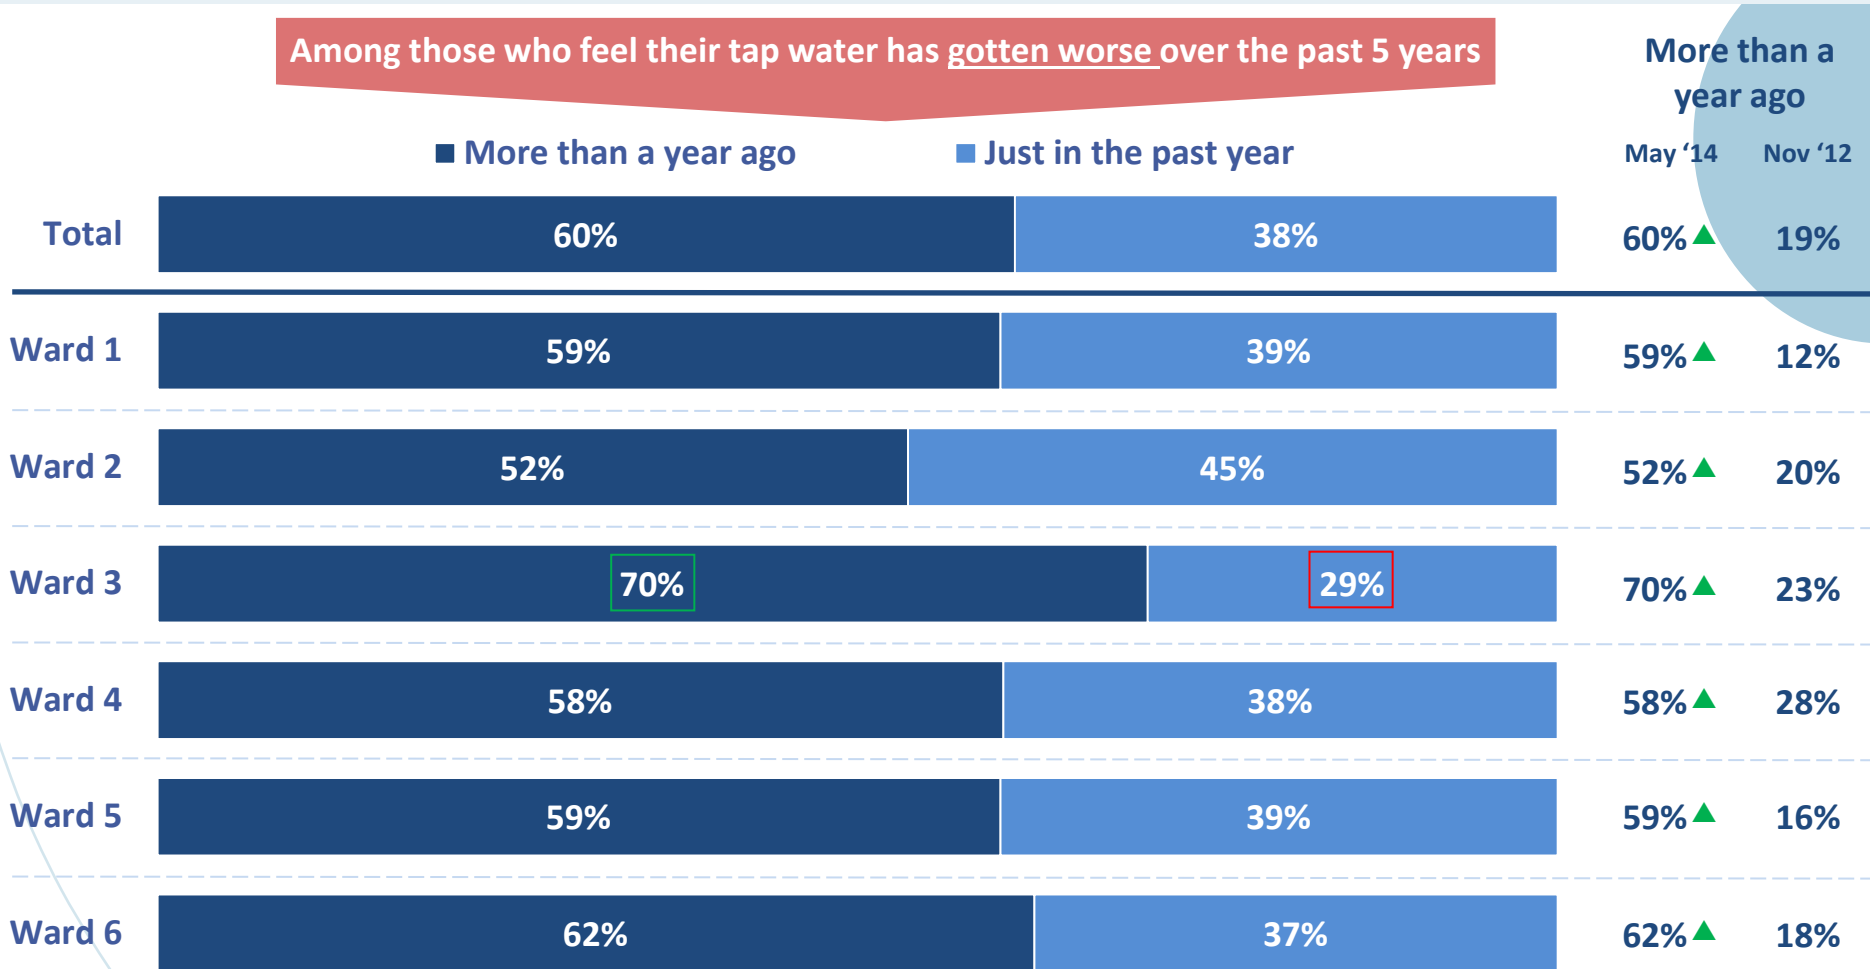 Among those who feel their tap water has gotten worse over the past 5 years
More than a
year ago
More than a year ago Just in the past year May ‘14 Nov ‘12
Total 60% 38% 60% 19%
Ward 1 59% 39% 59% 12%
Ward 2 52% 45% 52% 20%
Ward 3 70% 29% 70% 23%
Ward 4 58% 38% 58% 28%
Ward 5 59% 39% 59% 16%
Ward 6 62% 37% 62% 18%